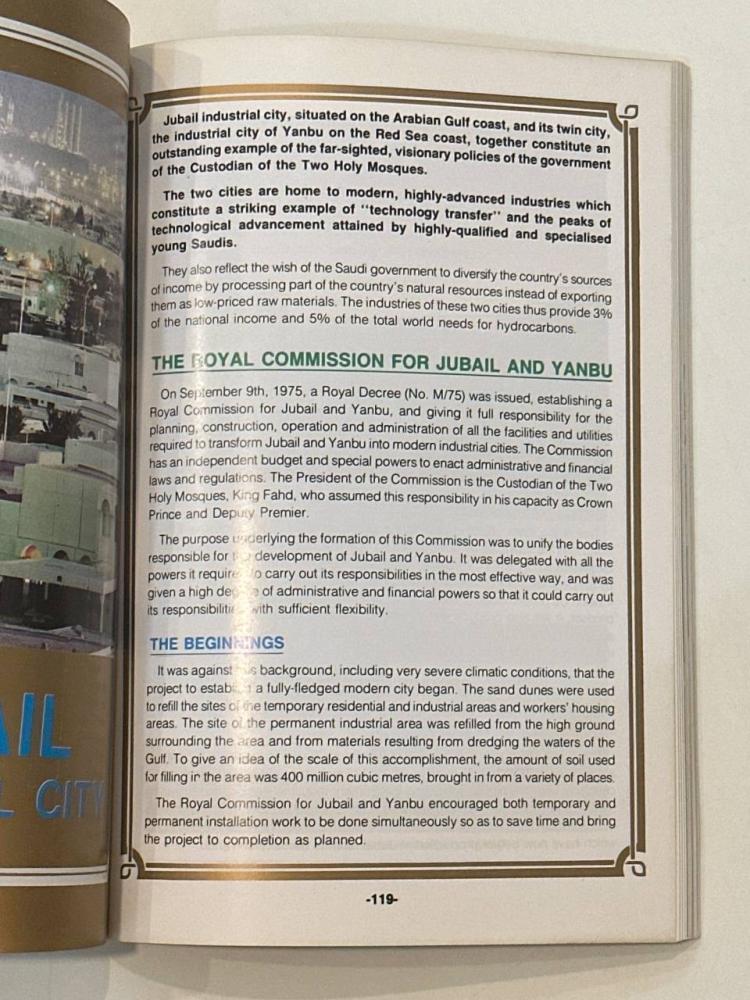 AIL
L CITY
Jubail industrial city, situated on the Arabian Gulf coast, and its twin city,
the industrial city of Yanbu on the Red Sea coast, together constitute an
outstanding example of the far-sighted, visionary policies of the government
of the Custodian of the Two Holy Mosques.
The two cities are home to modern, highly-advanced industries which
constitute a striking example of "technology transfer" and the peaks of
technological advancement attained by highly-qualified and specialised
young Saudis.
They also reflect the wish of the Saudi government to diversify the country's sources
of income by processing part of the country's natural resources instead of exporting
them as low-priced raw materials. The industries of these two cities thus provide 3%
of the national income and 5% of the total world needs for hydrocarbons.
THE ROYAL COMMISSION FOR JUBAIL AND YANBU
On September 9th, 1975, a Royal Decree (No. M/75) was issued, establishing a
Royal Commission for Jubail and Yanbu, and giving it full responsibility for the
planning, construction, operation and administration of all the facilities and utilities
required to transform Jubail and Yanbu into modern industrial cities. The Commission
has an independent budget and special powers to enact administrative and financial
laws and regulations. The President of the Commission is the Custodian of the Two
Holy Mosques, King Fahd, who assumed this responsibility in his capacity as Crown
Prince and Deputy Premier.
The purpose underlying the formation of this Commission was to unify the bodies
responsible for the development of Jubail and Yanbu. It was delegated with all the
powers it required to carry out its responsibilities in the most effective way, and was
given a high degree of administrative and financial powers so that it could carry out
its responsibilities with sufficient flexibility.
THE BEGINNINGS
It was against this background, including very severe climatic conditions, that the
project to establish a fully-fledged modern city began. The sand dunes were used
to refill the sites of the temporary residential and industrial areas and workers' housing
areas. The site of the permanent industrial area was refilled from the high ground
surrounding the area and from materials resulting from dredging the waters of the
Gulf. To give an idea of the scale of this accomplishment, the amount of soil used
for filling in the area was 400 million cubic metres, brought in from a variety of places.
The Royal Commission for Jubail and Yanbu encouraged both temporary and
permanent installation work to be done simultaneously so as to save time and bring
the project to completion as planned.
-119-